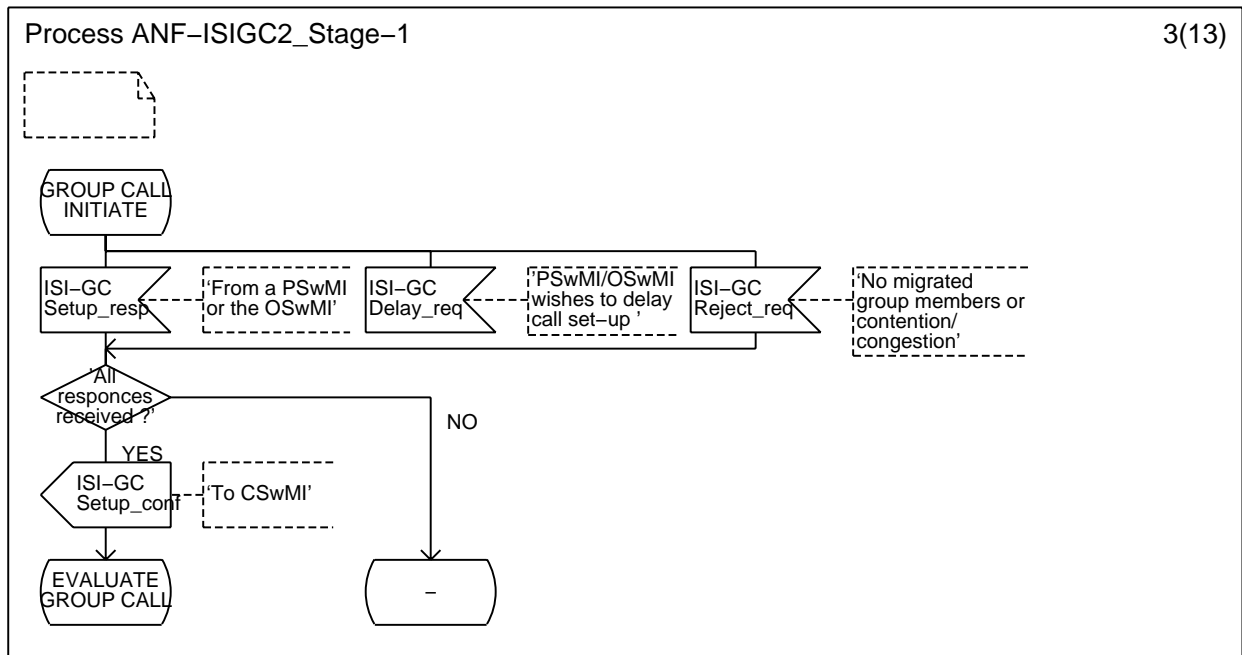 Process ANF−ISIGC2_Stage−1
3(13)
GROUP CALL
INITIATE
ISI−GC
Setup_resp
‘From a PSwMI
or the OSwMI’
ISI−GC
Delay_req
’PSwMI/OSwMI
wishes to delay
call set−up ’
ISI−GC
Reject_req
‘No migrated
group members or
contention/
congestion’
’All
responces
received ?’
NO
YES
ISI−GC
Setup_conf
‘To CSwMI’
EVALUATE
GROUP CALL
−